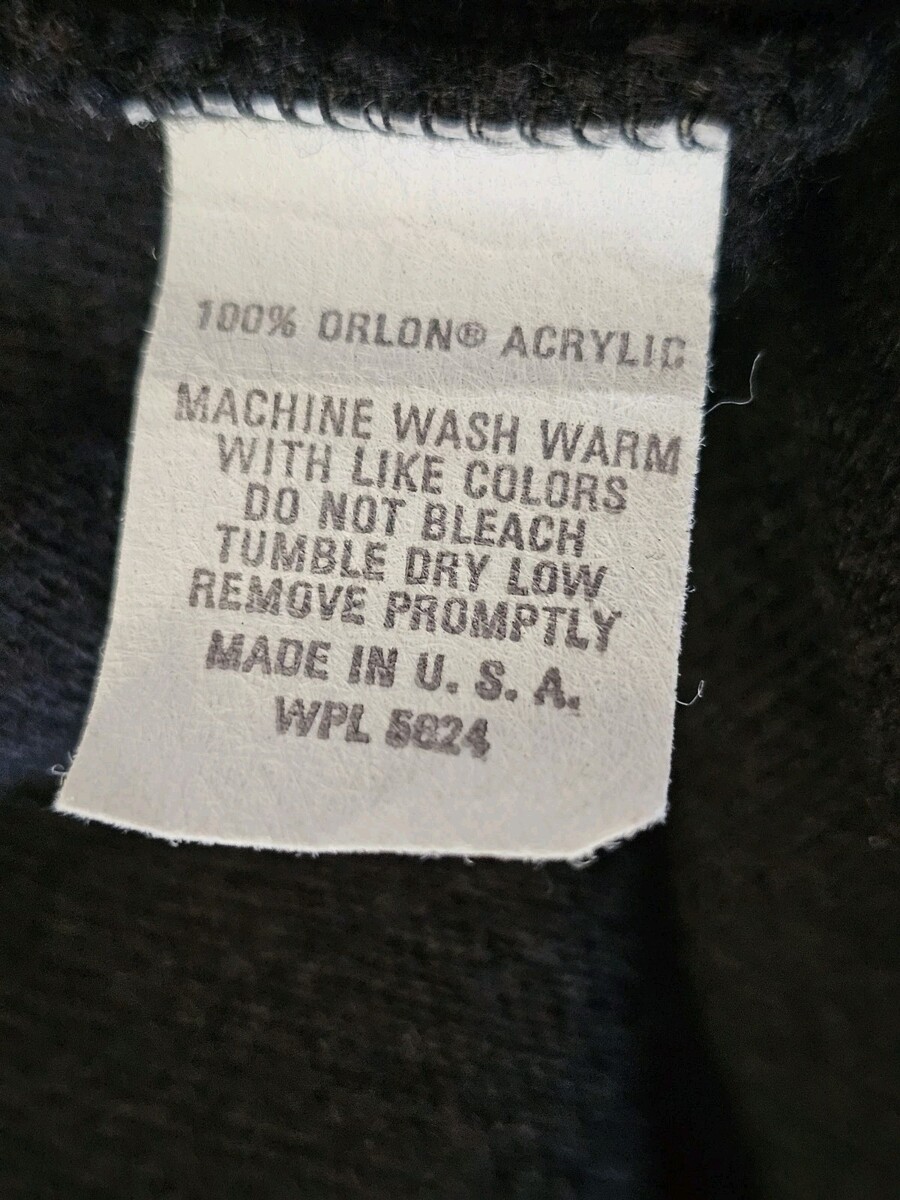 100% ORLON® ACRYLIC
MACHINE WASH WARM
WITH LIKE COLORS
DO NOT BLEACH
TUMBLE DRY LOW
REMOVE PROMPTLY
MADE IN U. S. A.
WPL 5824